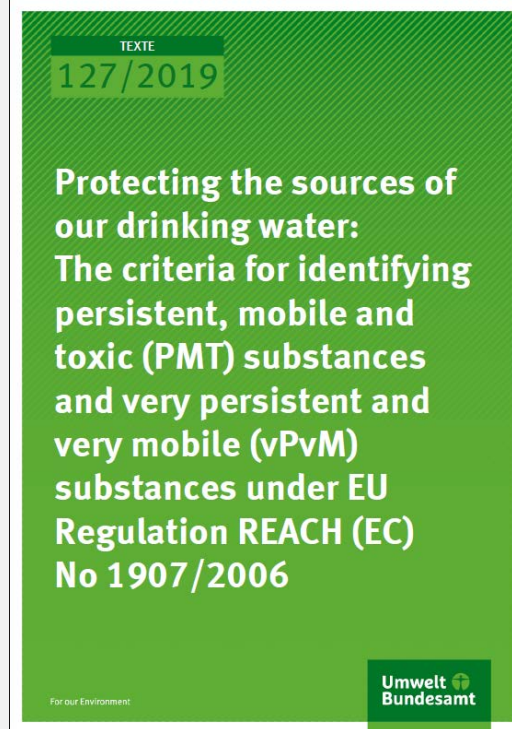 TEXTE
127/2019
Protecting the sources of
our drinking water:
The criteria for identifying
persistent, mobile and
toxic (PMT) substances
and very persistent and
very mobile (vPvM)
substances under EU
Regulation REACH (EC)
No 1907/2006
For our Environment
Umwelt
Bundesamt